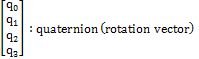 q₀
q₁
q₂
q₃
: quaternion (rotation vector)